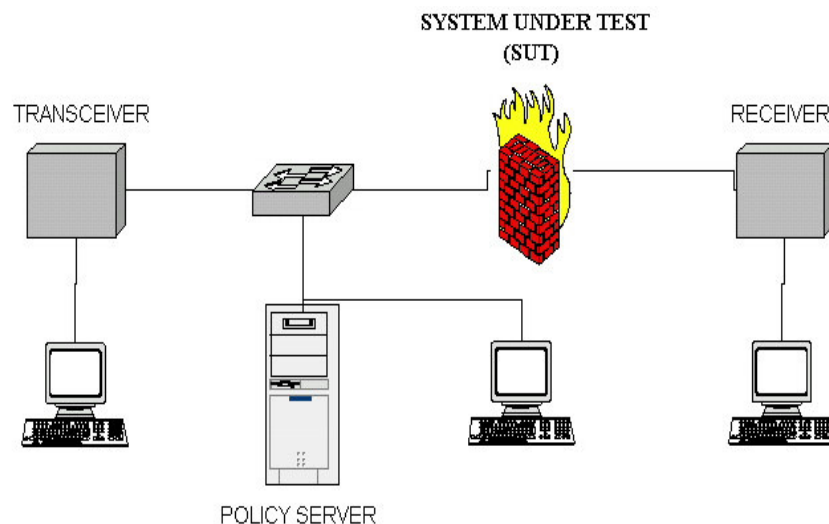 SYSTEM UNDER TEST
(SUT)
TRANSCEIVER
RECEIVER
POLICY SERVER